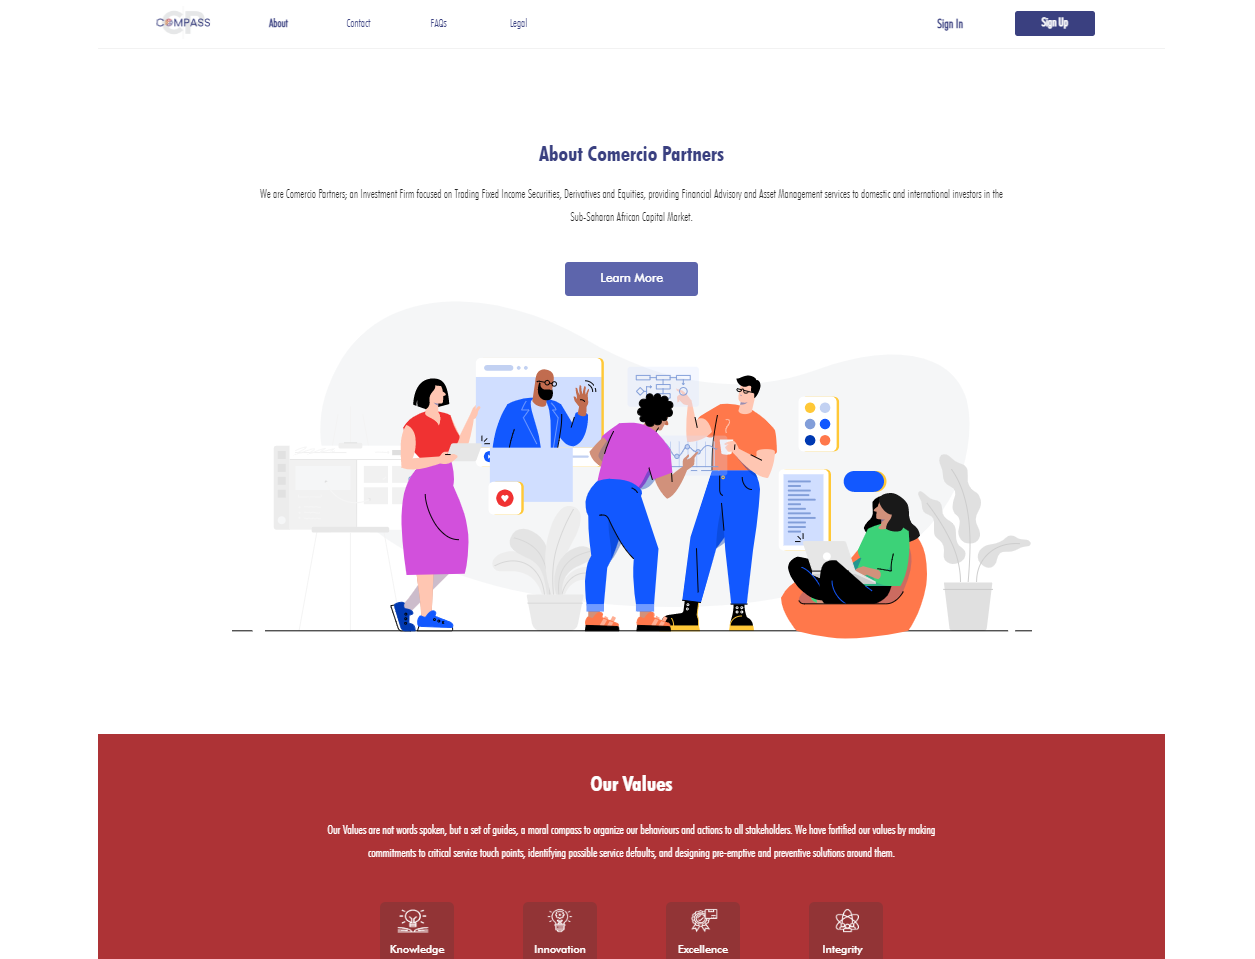 COMPASS
About
Contact
FAQs
Legal
Sign In
Sign Up
About Comercio Partners
We are Comercio Partners; an Investment Firm focused on Trading Fixed Income Securities, Derivatives and Equities, providing Financial Advisory and Asset Management services to domestic and international investors in the
Sub-Saharan African Capital Market.
Learn More
Our Values
Our Values are not words spoken, but a set of guides, a moral compass to organize our behaviours and actions to all stakeholders. We have fortified our values by making
commitments to critical service touch points, identifying possible service defaults, and designing pre-emptive and preventive solutions around them.
Knowledge
Innovation
Excellence
Integrity